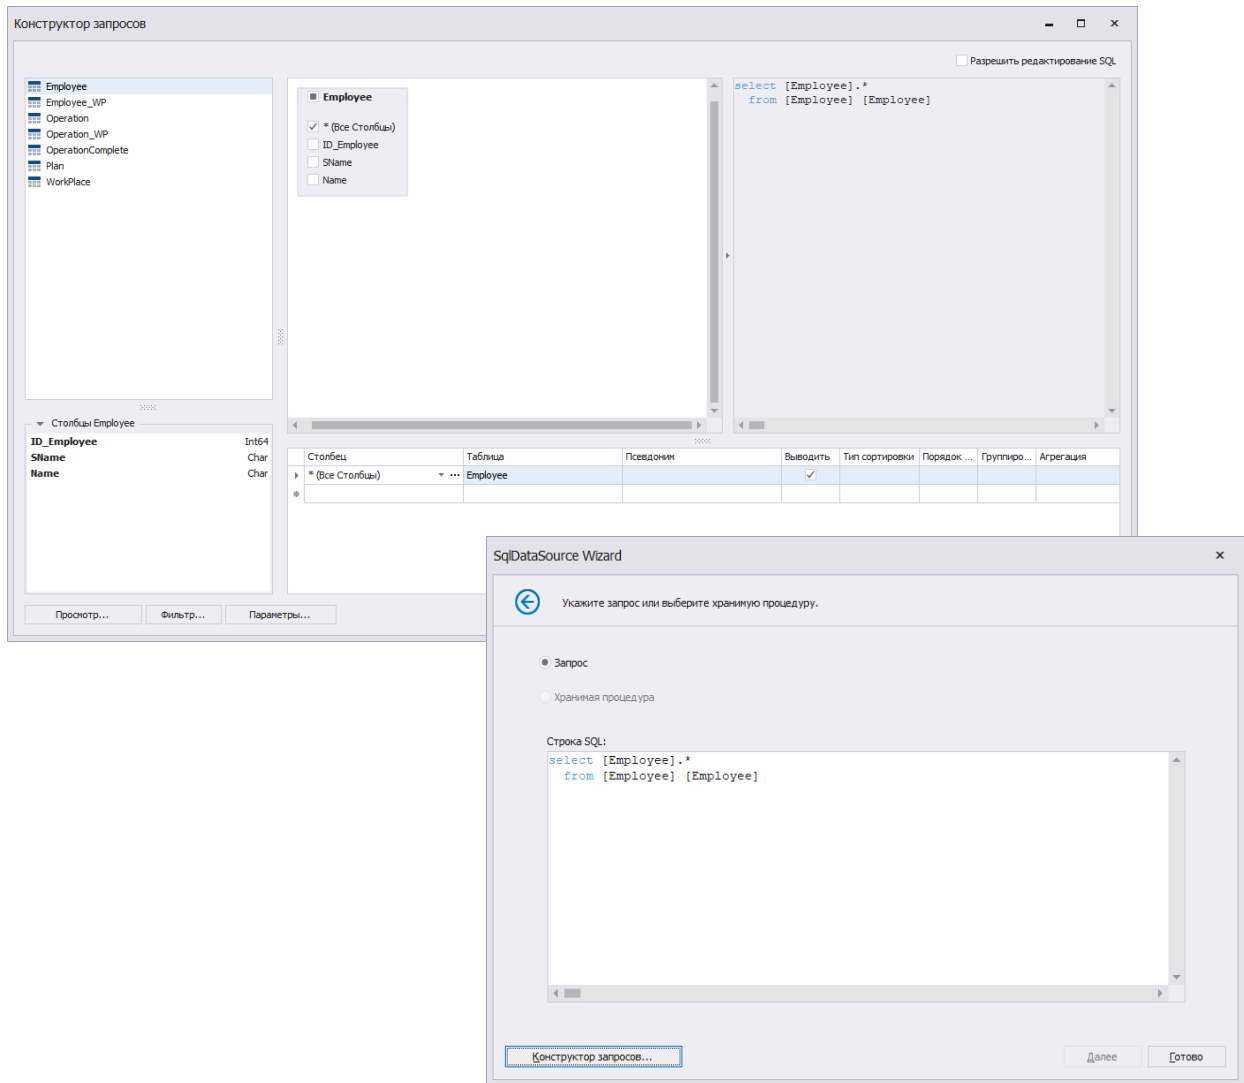 Конструктор запросов
Разрешить редактирование SQL
Employee
Employee_WP
Operation
Operation_WP
OperationComplete
Plan
WorkPlace
Employee
* (Все Столбцы)
ID_Employee
SName
Name
select [Employee].*
from [Employee] [Employee]
Столбцы Employee
ID_Employee Int64
SName Char
Name Char
Столбец Таблица Псевдоним Выводить Тип сортировки Порядок ... Группиро... Агрегация
* (Все Столбцы) ... Employee
Просмотр... Фильтр... Параметры...
SqlDataSource Wizard
Укажите запрос или выберите хранимую процедуру.
Запрос
Хранимая процедура
Строка SQL:
select [Employee].*
from [Employee] [Employee]
Конструктор запросов... Далее Готово